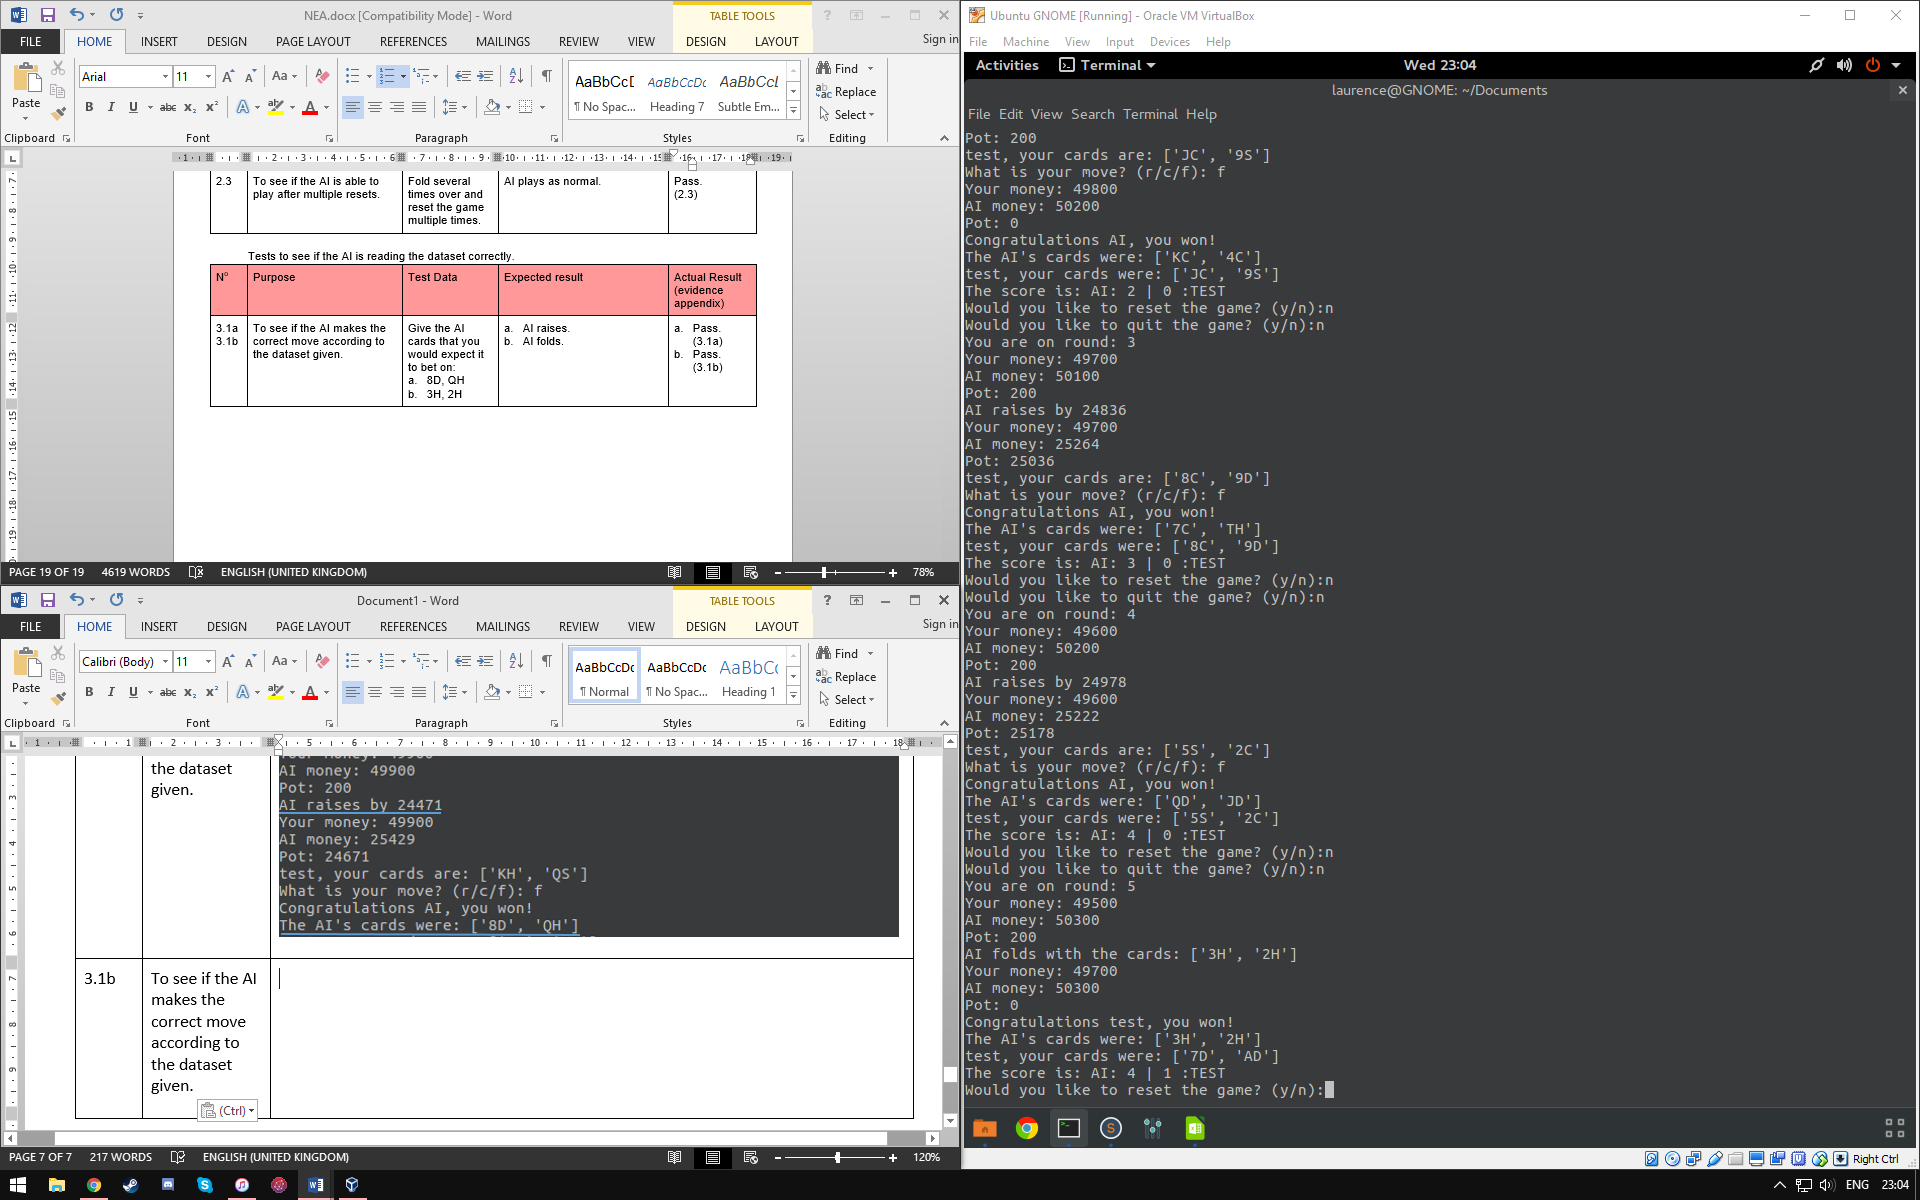 NEA.docx [Compatibility Mode] - Word
TABLE TOOLS
FILE HOME INSERT DESIGN PAGE LAYOUT REFERENCES MAILINGS REVIEW VIEW DESIGN LAYOUT Sign in
Arial 11
Find
Replace
Select
Paste
AaBbCcD AaBbCcDc AaBbCcL
¶ No Spac... Heading 7 Subtle Em...
Clipboard Font Paragraph Styles Editing
2.3
To see if the AI is able to
play after multiple resets.
Fold several
times over and
reset the game
multiple times.
AI plays as normal.
Pass.
(2.3)
Tests to see if the AI is reading the dataset correctly.
Nº
Purpose
Test Data
Expected result
Actual Result
(evidence
appendix)
3.1a
3.1b
To see if the AI makes the
correct move according to
the dataset given.
Give the AI
cards that you
would expect it
to bet on:
a. 8D, QH
b. 3H, 2H
a. AI raises.
b. AI folds.
a. Pass.
(3.1a)
b. Pass.
(3.1b)
PAGE 19 OF 19 4619 WORDS ENGLISH (UNITED KINGDOM) 78%
Document1 - Word
TABLE TOOLS
FILE HOME INSERT DESIGN PAGE LAYOUT REFERENCES MAILINGS REVIEW VIEW DESIGN LAYOUT Sign in
Calibri (Body) 11
Find
Replace
Select
Paste
AaBbCcDc AaBbCcDc AaBbCc
¶ Normal ¶ No Spac... Heading 1
Clipboard Font Paragraph Styles Editing
the dataset
given.
AI money: 49900
Pot: 200
AI raises by 24471
Your money: 49900
AI money: 25429
Pot: 24671
test, your cards are: ['KH', 'QS']
What is your move? (r/c/f): f
Congratulations AI, you won!
The AI's cards were: ['8D', 'QH']
3.1b
To see if the AI
makes the
correct move
according to
the dataset
given.
(Ctrl)
PAGE 7 OF 7 217 WORDS ENGLISH (UNITED KINGDOM) 120%
Ubuntu GNOME [Running] - Oracle VM VirtualBox
File Machine View Input Devices Help
Activities Terminal Wed 23:04
laurence@GNOME: ~/Documents
File Edit View Search Terminal Help
Pot: 200
test, your cards are: ['JC', '9S']
What is your move? (r/c/f): f
Your money: 49800
AI money: 50200
Pot: 0
Congratulations AI, you won!
The AI's cards were: ['KC', '4C']
test, your cards were: ['JC', '9S']
The score is: AI: 2 | 0 :TEST
Would you like to reset the game? (y/n):n
Would you like to quit the game? (y/n):n
You are on round: 3
Your money: 49700
AI money: 50100
Pot: 200
AI raises by 24836
Your money: 49700
AI money: 25264
Pot: 25036
test, your cards are: ['8C', '9D']
What is your move? (r/c/f): f
Congratulations AI, you won!
The AI's cards were: ['7C', 'TH']
test, your cards were: ['8C', '9D']
The score is: AI: 3 | 0 :TEST
Would you like to reset the game? (y/n):n
Would you like to quit the game? (y/n):n
You are on round: 4
Your money: 49600
AI money: 50200
Pot: 200
AI raises by 24978
Your money: 49600
AI money: 25222
Pot: 25178
test, your cards are: ['5S', '2C']
What is your move? (r/c/f): f
Congratulations AI, you won!
The AI's cards were: ['QD', 'JD']
test, your cards were: ['5S', '2C']
The score is: AI: 4 | 0 :TEST
Would you like to reset the game? (y/n):n
Would you like to quit the game? (y/n):n
You are on round: 5
Your money: 49500
AI money: 50300
Pot: 200
AI folds with the cards: ['3H', '2H']
Your money: 49700
AI money: 50300
Pot: 0
Congratulations test, you won!
The AI's cards were: ['3H', '2H']
test, your cards were: ['7D', 'AD']
The score is: AI: 4 | 1 :TEST
Would you like to reset the game? (y/n):
Right Ctrl
ENG 23:04